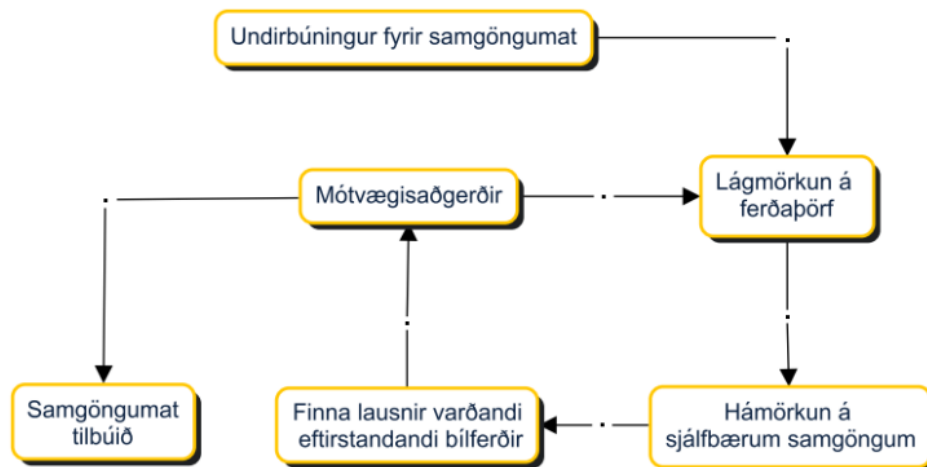 Undirbúningur fyrir samgöngumat
Mótvægisaðgerðir
Lágmörkun á
ferðaþörf
Samgöngumat
tilbúið
Finna lausnir varðandi
eftirstandandi bílferðir
Hámörkun á
sjálfbærum samgöngum